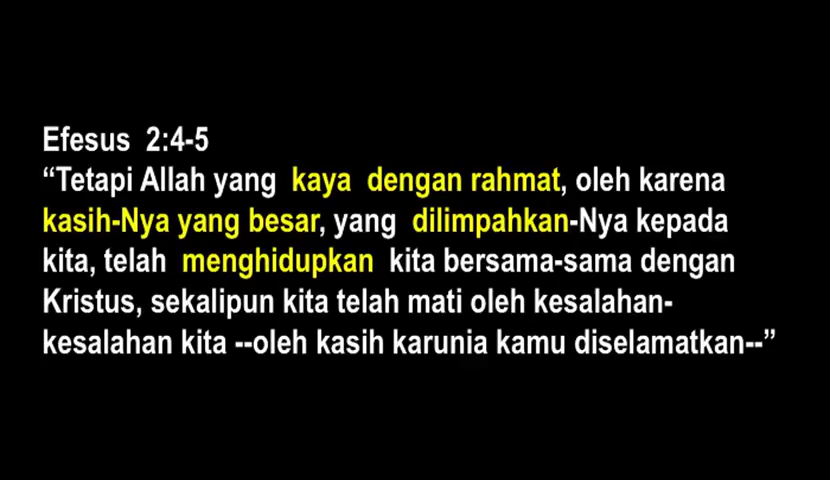 Efesus 2:4-5
“Tetapi Allah yang kaya dengan rahmat, oleh karena
kasih-Nya yang besar, yang dilimpahkan-Nya kepada
kita, telah menghidupkan kita bersama-sama dengan
Kristus, sekalipun kita telah mati oleh kesalahan-
kesalahan kita --oleh kasih karunia kamu diselamatkan--”